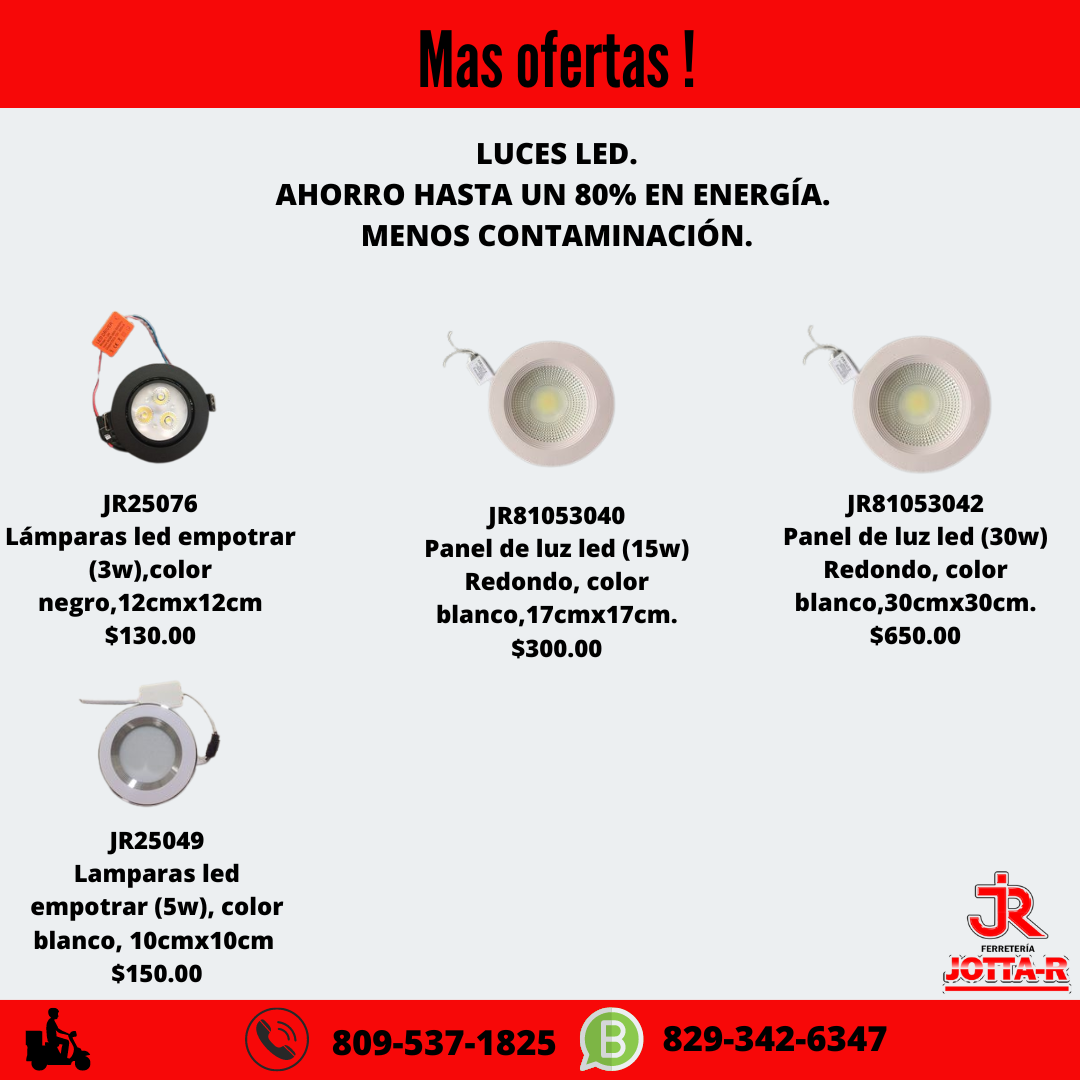 Mas ofertas !
LUCES LED.
AHORRO HASTA UN 80% EN ENERGÍA.
MENOS CONTAMINACIÓN.
JR25076
Lámparas led empotrar
(3w),color
negro,12cmx12cm
$130.00
JR81053040
Panel de luz led (15w)
Redondo, color
blanco,17cmx17cm.
$300.00
JR81053042
Panel de luz led (30w)
Redondo, color
blanco,30cmx30cm.
$650.00
JR25049
Lamparas led
empotrar (5w), color
blanco, 10cmx10cm
$150.00
JR
FERRETERÍA
JOTTA-R
809-537-1825
B
829-342-6347